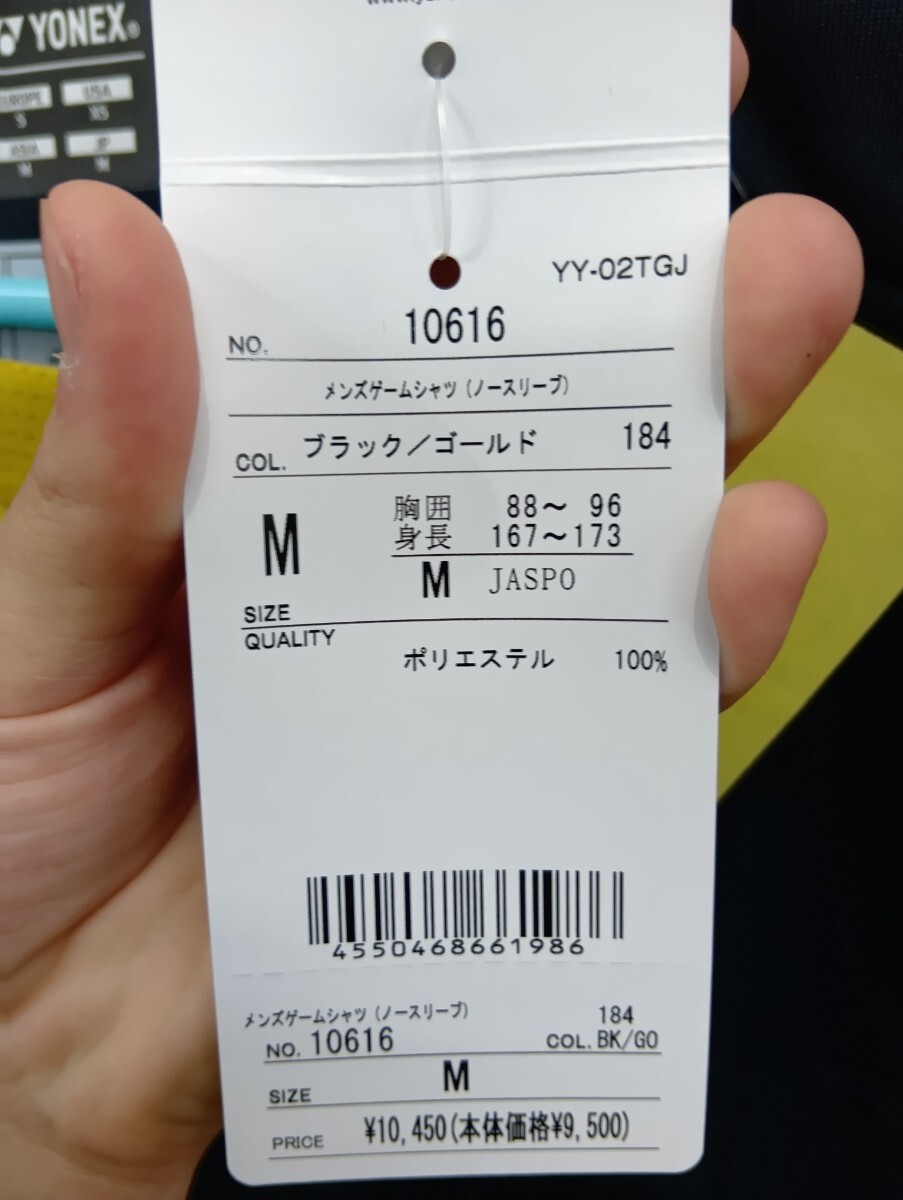 YONEX®
EUROPE USA
S XS
ASIA JP
M M
YY-02TGJ
NO. 10616
メンズゲームシャツ(ノースリーブ)
COL. ブラック/ゴールド 184
胸囲 88〜 96
身長 167〜173
M
M JASPO
SIZE
QUALITY
ポリエステル 100%
4550468661986
メンズゲームシャツ(ノースリーブ) 184
NO. 10616 COL. BK/GO
SIZE M
PRICE ¥10,450(本体価格¥9,500)